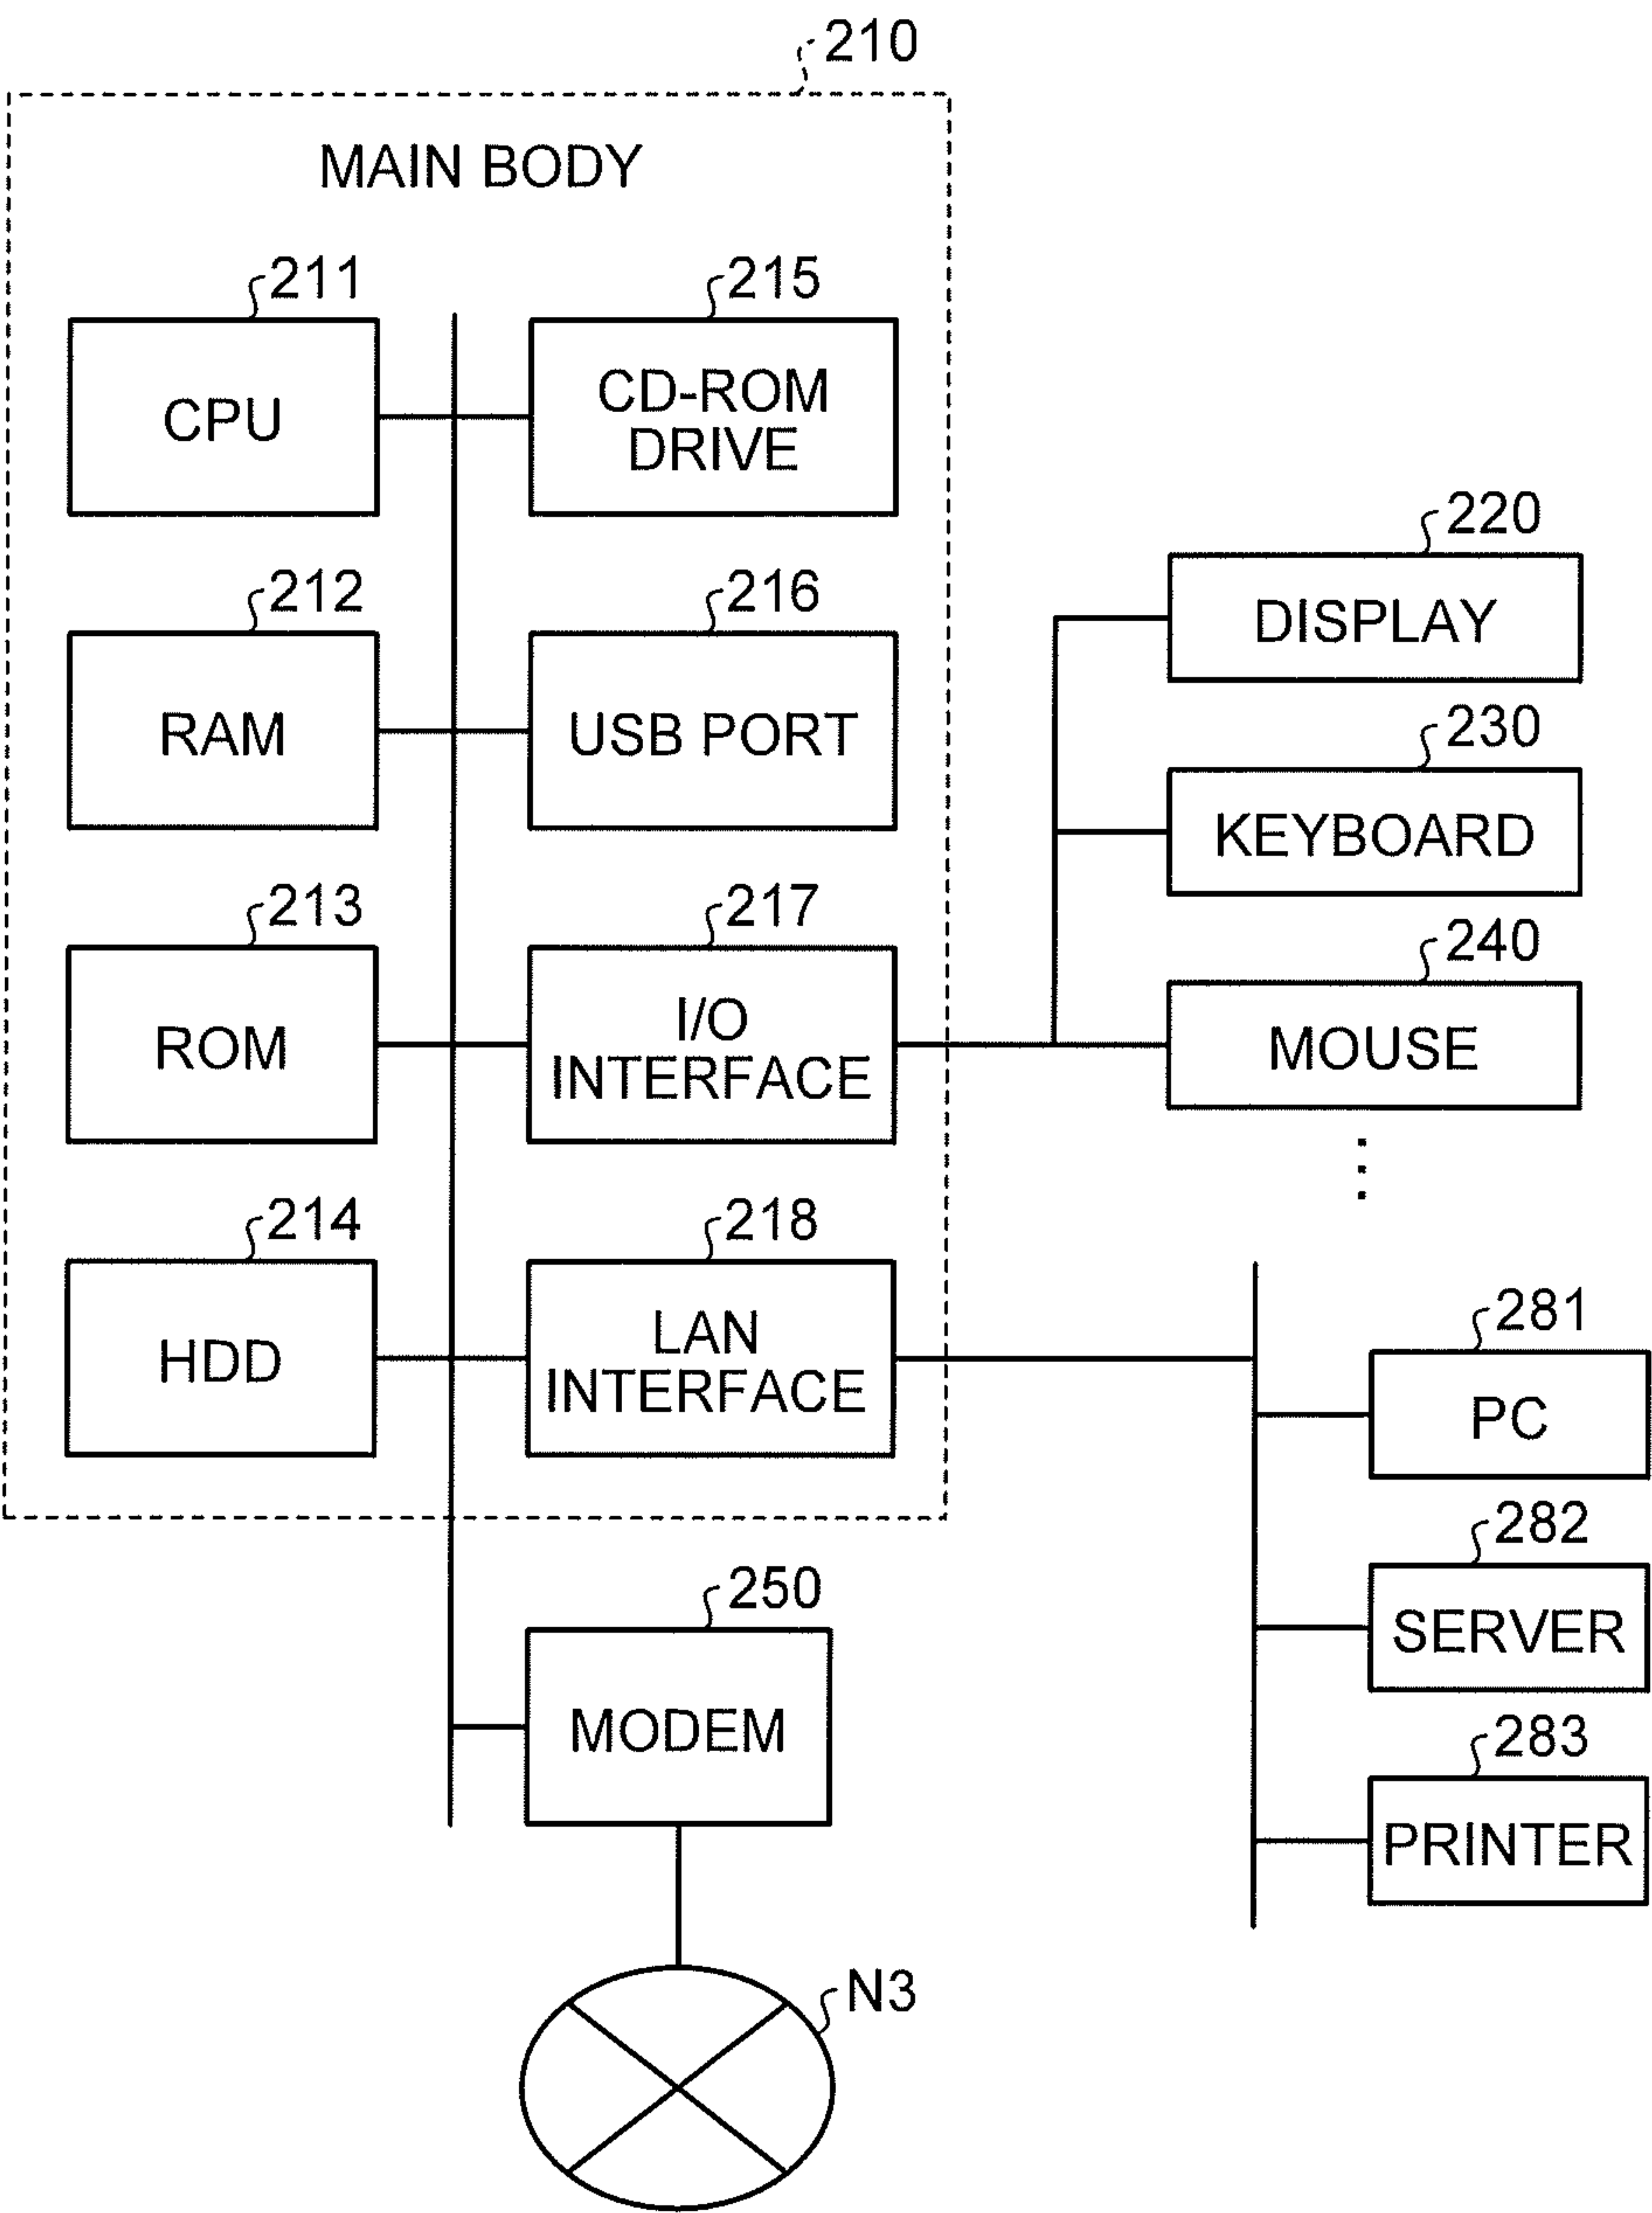 210
MAIN BODY
211
CPU
215
CD-ROM
DRIVE
212
RAM
216
USB PORT
213
ROM
217
I/O
INTERFACE
214
HDD
218
LAN
INTERFACE
220
DISPLAY
230
KEYBOARD
240
MOUSE
281
PC
282
SERVER
283
PRINTER
250
MODEM
N3